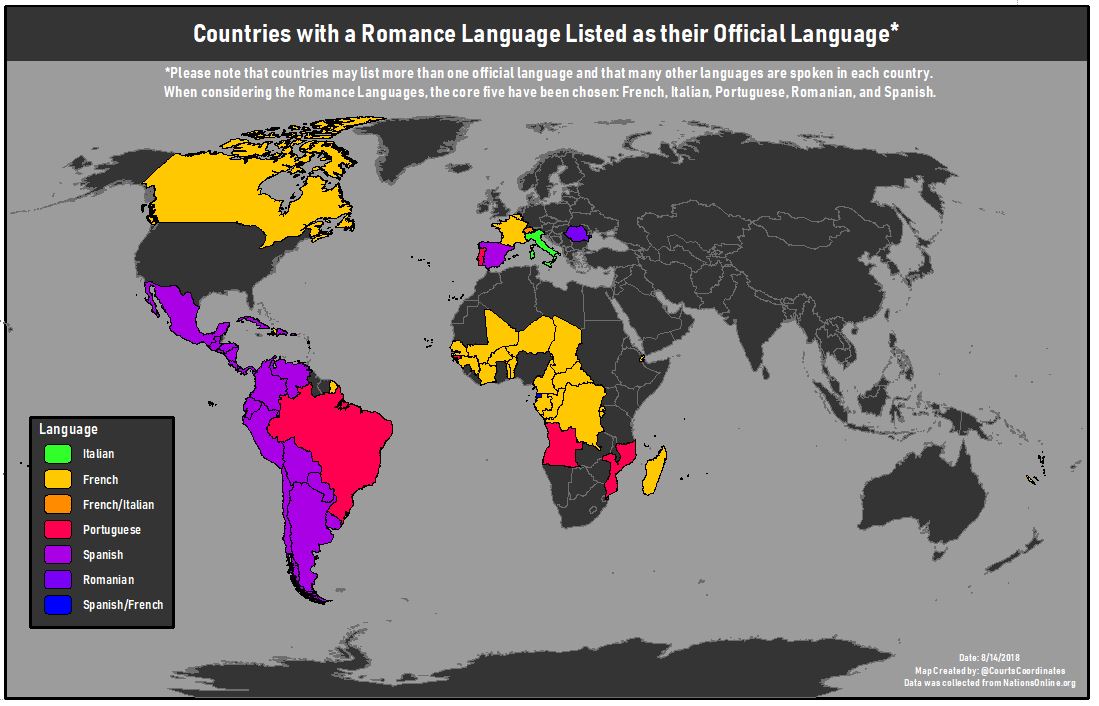 Countries with a Romance Language Listed as their Official Language*
*Please note that countries may list more than one official language and that many other languages are spoken in each country.
When considering the Romance Languages, the core five have been chosen: French, Italian, Portuguese, Romanian, and Spanish.
Language
Italian
French
French/Italian
Portuguese
Spanish
Romanian
Spanish/French
Date: 8/14/2018
Map Created by: @CourtsCoordinates
Data was collected from NationsOnline.org